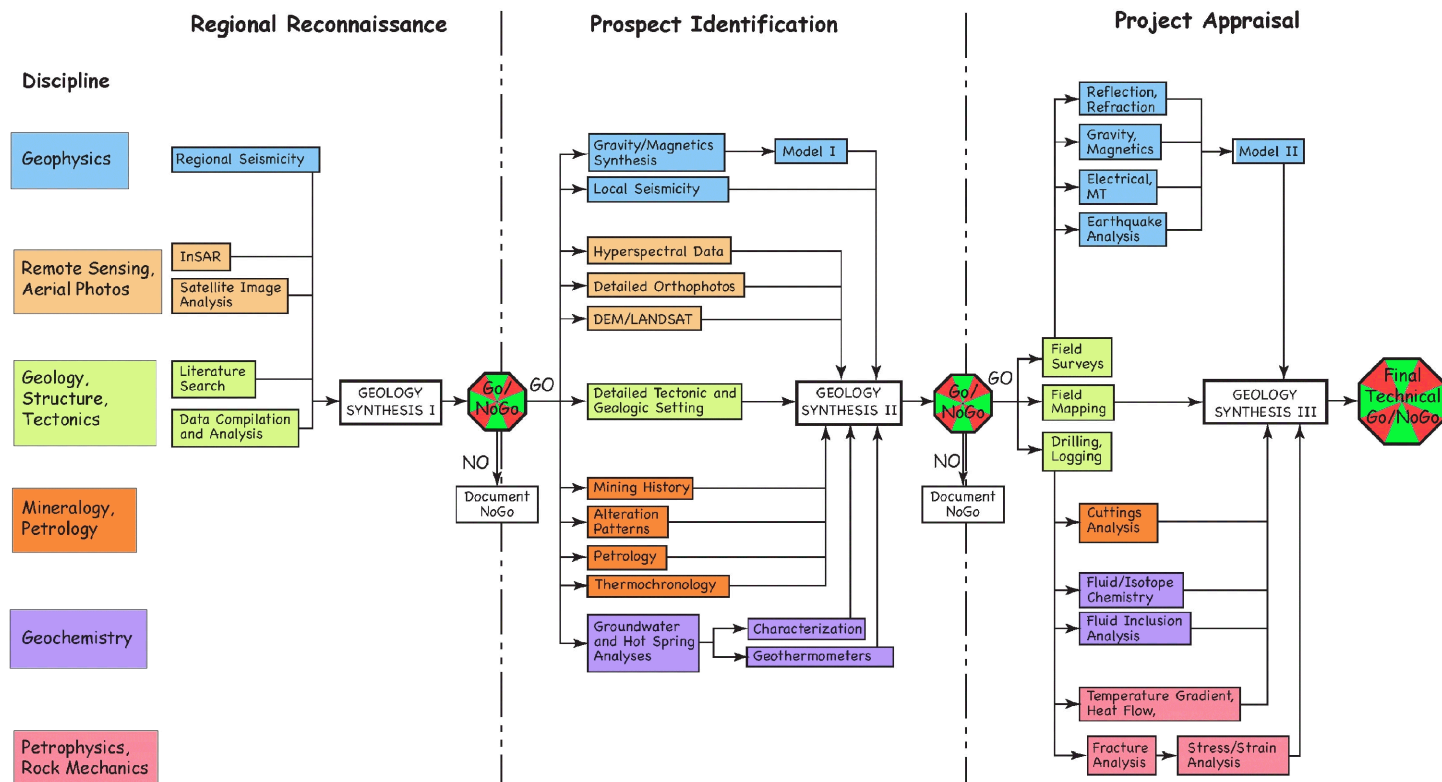 Regional Reconnaissance
Prospect Identification
Project Appraisal
Discipline
Geophysics
Remote Sensing,
Aerial Photos
Geology,
Structure,
Tectonics
Mineralogy,
Petrology
Geochemistry
Petrophysics,
Rock Mechanics
Regional Seismicity
InSAR
Satellite Image
Analysis
Literature
Search
Data Compilation
and Analysis
GEOLOGY
SYNTHESIS I
Go/
NoGo
GO
NO
Document
NoGo
Gravity/Magnetics
Synthesis
Model I
Local Seismicity
Hyperspectral Data
Detailed Orthophotos
DEM/LANDSAT
Detailed Tectonic and
Geologic Setting
GEOLOGY
SYNTHESIS II
Mining History
Alteration
Patterns
Petrology
Thermochronology
Groundwater
and Hot Spring
Analyses
Characterization
Geothermometers
Go/
NoGo
GO
NO
Document
NoGo
Reflection,
Refraction
Gravity,
Magnetics
Electrical,
MT
Earthquake
Analysis
Model II
Field
Surveys
Field
Mapping
Drilling,
Logging
GEOLOGY
SYNTHESIS III
Final
Technical
Go/NoGo
Cuttings
Analysis
Fluid/Isotope
Chemistry
Fluid Inclusion
Analysis
Temperature Gradient,
Heat Flow,
Fracture
Analysis
Stress/Strain
Analysis